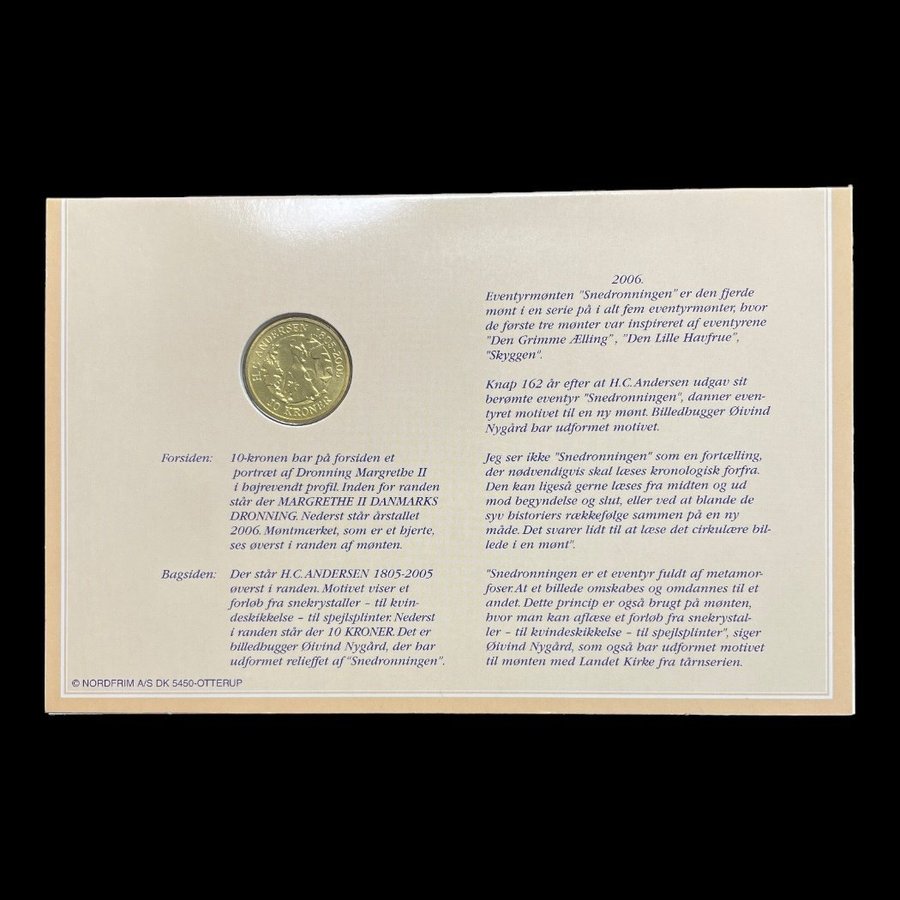 H.C. ANDERSEN 1805-2005
10 KRONER
Forsiden: 10-kronen har på forsiden et
portræt af Dronning Margrethe II
i højrevendt profil. Inden for randen
står der MARGRETHE II DANMARKS
DRONNING. Nederst står årstallet
2006. Møntmærket, som er et hjerte,
ses øverst i randen af mønten.
Bagsiden: Der står H.C. ANDERSEN 1805-2005
øverst i randen. Motivet viser et
forløb fra snekrystaller – til kvin-
deskikkelse – til spejlsplinter. Nederst
i randen står der 10 KRONER. Det er
billedhugger Øivind Nygård, der har
udformet relieffet af "Snedronningen".
© NORDFRIM A/S DK 5450-OTTERUP
2006.
Eventyrmønten "Snedronningen" er den fjerde
mønt i en serie på i alt fem eventyrmønter, hvor
de første tre mønter var inspireret af eventyrene
"Den Grimme Ælling", "Den Lille Havfrue",
"Skyggen".
Knap 162 år efter at H.C. Andersen udgav sit
berømte eventyr "Snedronningen", danner even-
tyret motivet til en ny mønt. Billedhugger Øivind
Nygård har udformet motivet.
Jeg ser ikke "Snedronningen" som en fortælling,
der nødvendigvis skal læses kronologisk forfra.
Den kan ligeså gerne læses fra midten og ud
mod begyndelse og slut, eller ved at blande de
syv historiers rækkefølge sammen på en ny
måde. Det svarer lidt til at læse det cirkulære bil-
lede i en mønt".
"Snedronningen er et eventyr fuldt af metamor-
foser. At et billede omskabes og omdannes til et
andet. Dette princip er også brugt på mønten,
hvor man kan aflæse et forløb fra snekrystal-
ler – til kvindeskikkelse – til spejlsplinter", siger
Øivind Nygård, som også har udformet motivet
til mønten med Landet Kirke fra tårnserien.